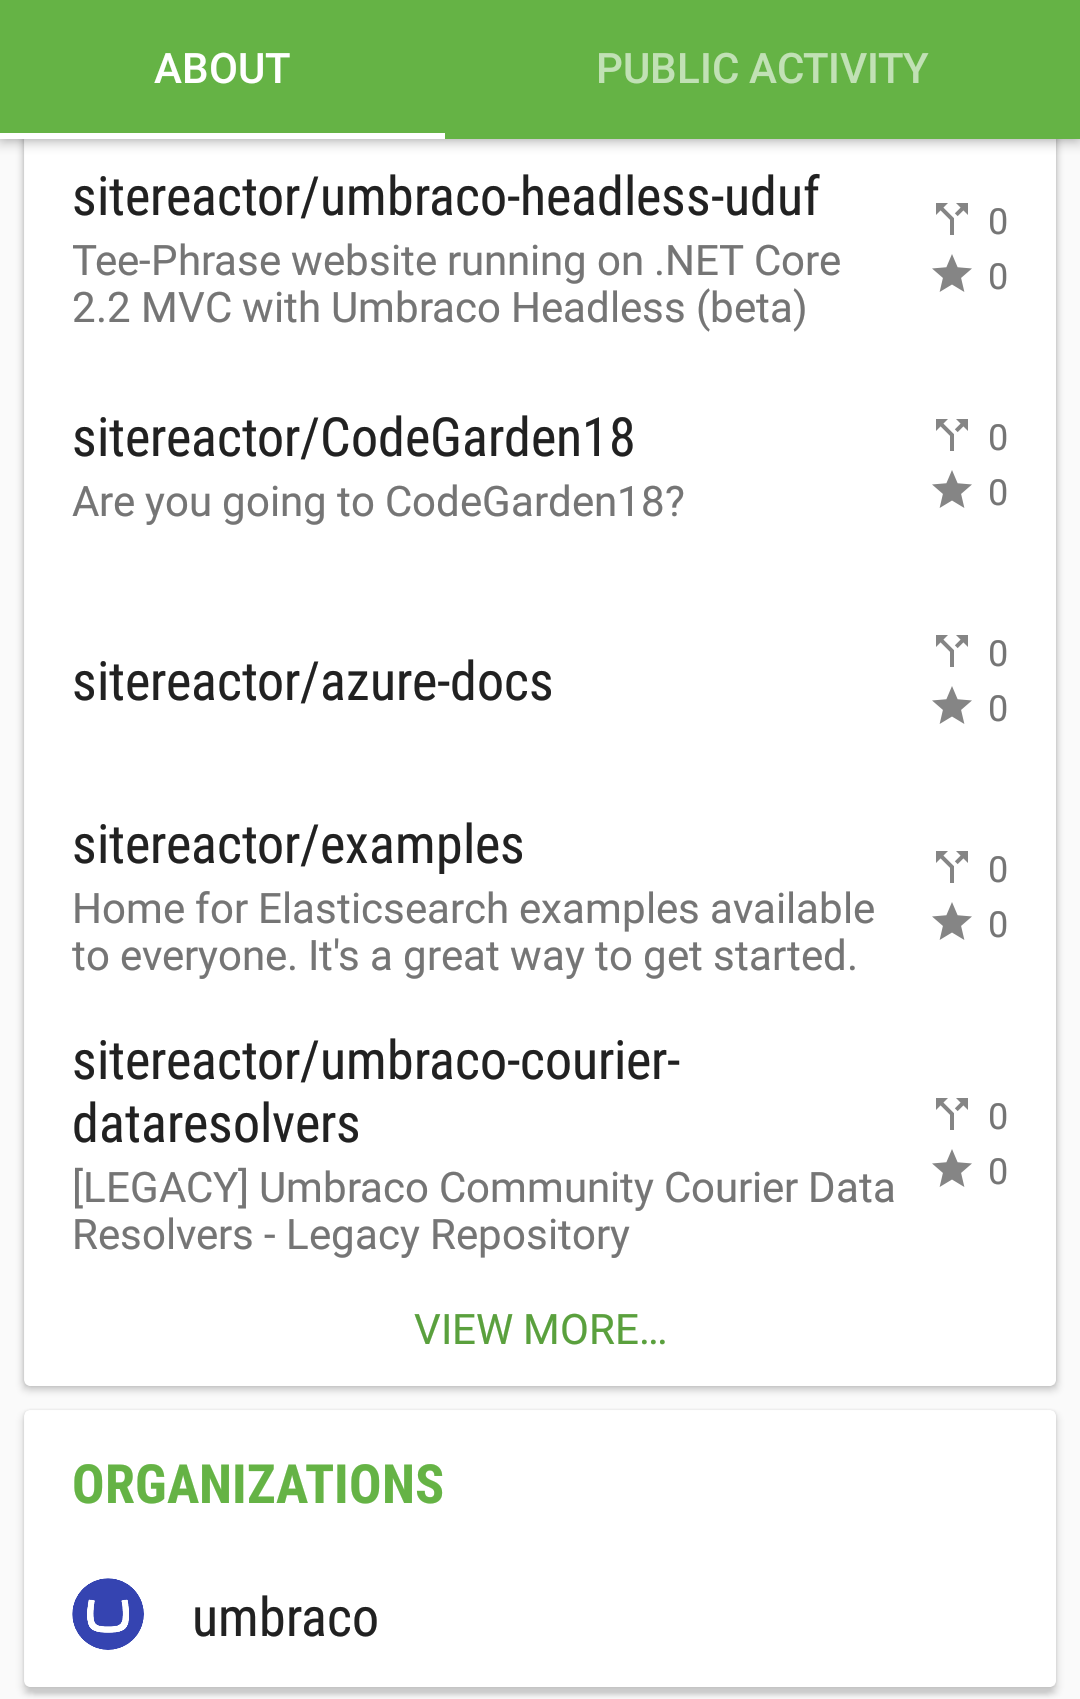 ABOUT
PUBLIC ACTIVITY
sitereactor/umbraco-headless-uduf
0
Tee-Phrase website running on .NET Core
2.2 MVC with Umbraco Headless (beta)
0
sitereactor/CodeGarden18
0
Are you going to CodeGarden18?
0
sitereactor/azure-docs
0
0
sitereactor/examples
0
Home for Elasticsearch examples available
to everyone. It's a great way to get started.
0
sitereactor/umbraco-courier-
dataresolvers
0
[LEGACY] Umbraco Community Courier Data
Resolvers - Legacy Repository
0
VIEW MORE...
ORGANIZATIONS
umbraco